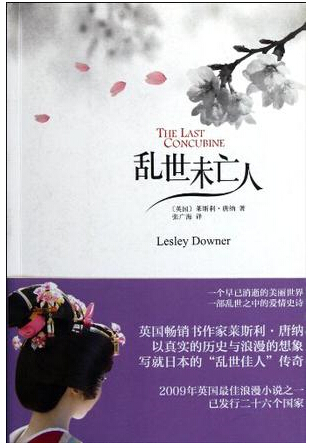 THE LAST
CONCUBINE
乱世未亡人
〔英国〕莱斯利·唐纳 著
张广海 译
Lesley Downer
一个早已消逝的美丽世界
一部乱世之中的爱情史诗
英国畅销书作家莱斯利·唐纳
以真实的历史与浪漫的想象
写就日本的“乱世佳人”传奇
2009年英国最佳浪漫小说之一
已发行二十六个国家